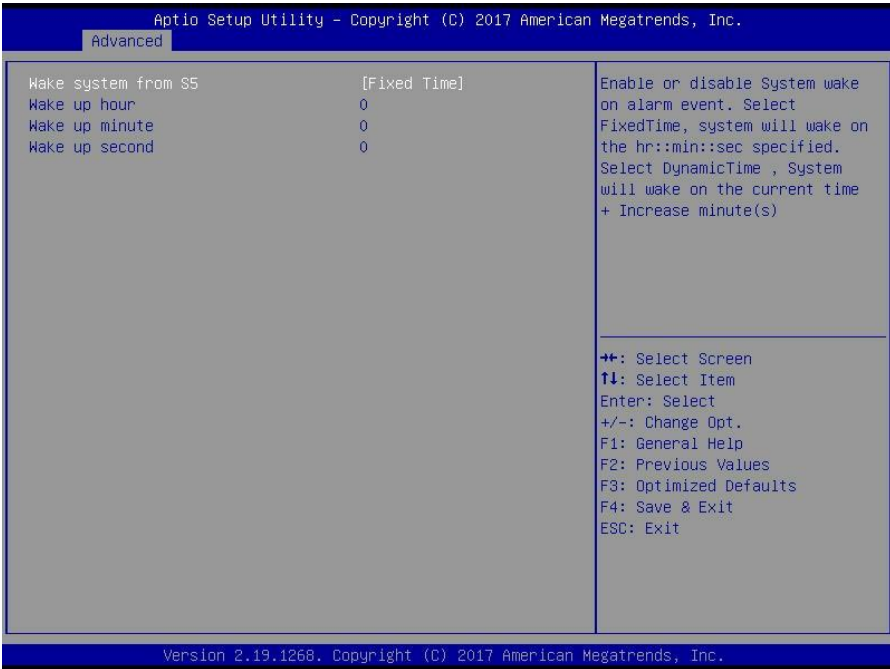 Aptio Setup Utility – Copyright (C) 2017 American Megatrends, Inc.
Advanced
Wake system from S5 [Fixed Time]
Wake up hour 0
Wake up minute 0
Wake up second 0
Enable or disable System wake
on alarm event. Select
FixedTime, system will wake on
the hr::min::sec specified.
Select DynamicTime , System
will wake on the current time
+ Increase minute(s)
→←: Select Screen
↑↓: Select Item
Enter: Select
+/-: Change Opt.
F1: General Help
F2: Previous Values
F3: Optimized Defaults
F4: Save & Exit
ESC: Exit
Version 2.19.1268. Copyright (C) 2017 American Megatrends, Inc.